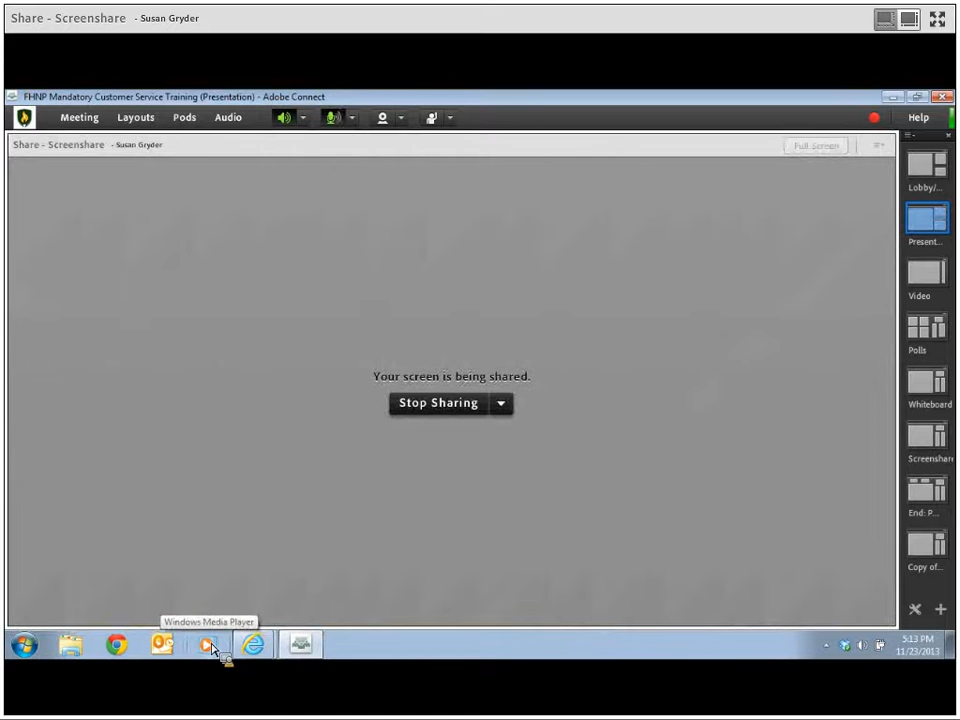 Share - Screenshare - Susan Gryder
FHNP Mandatory Customer Service Training (Presentation) - Adobe Connect
Meeting Layouts Pods Audio Help
Share - Screenshare - Susan Gryder Full Screen
Lobby/...
Present...
Video
Polls
Whiteboard
Screenshare
End: P...
Copy of...
Your screen is being shared.
Stop Sharing
Windows Media Player
5:13 PM
11/23/2013